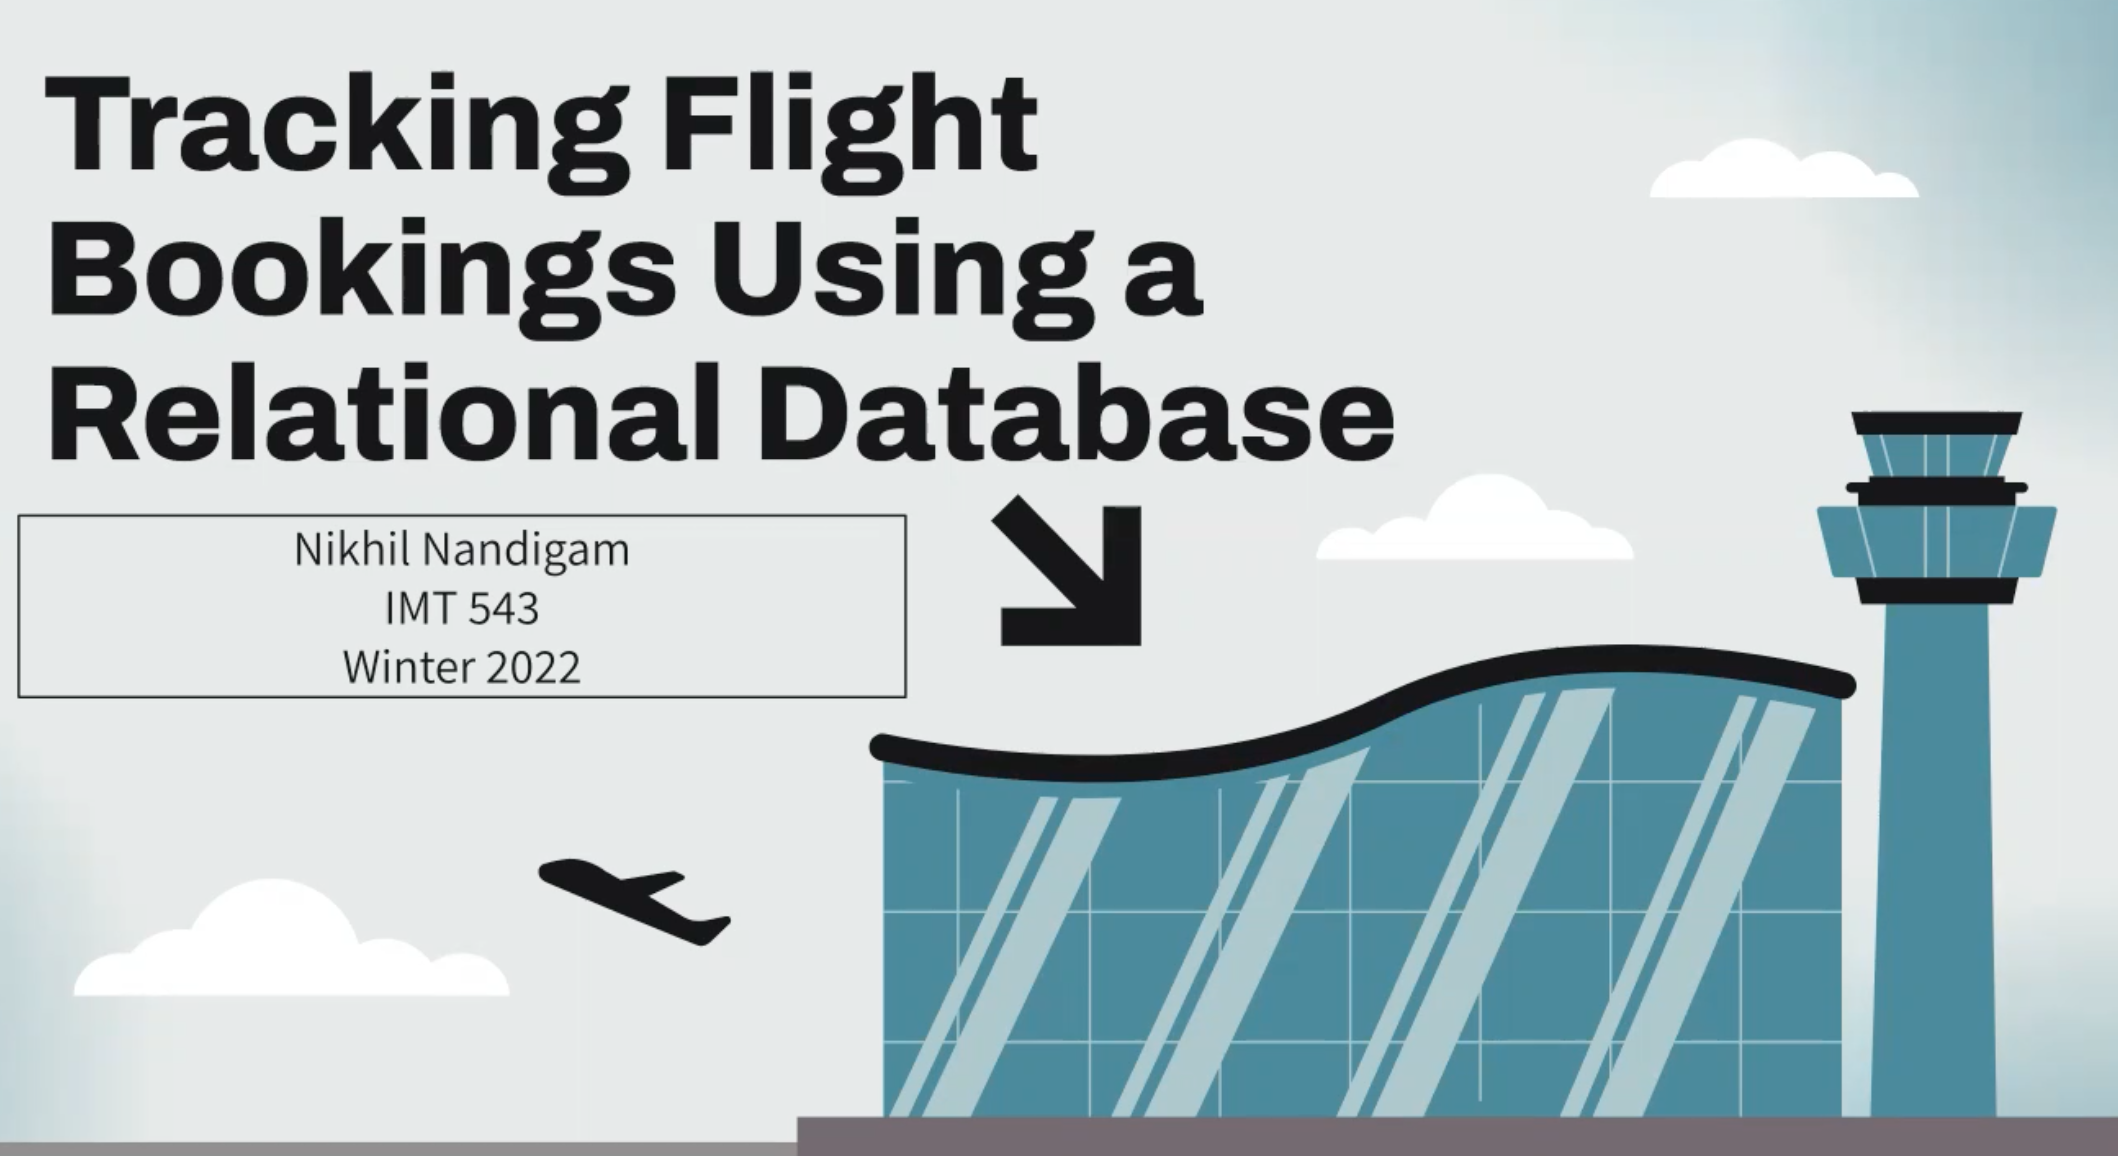 Tracking Flight
Bookings Using a
Relational Database
Nikhil Nandigam
IMT 543
Winter 2022